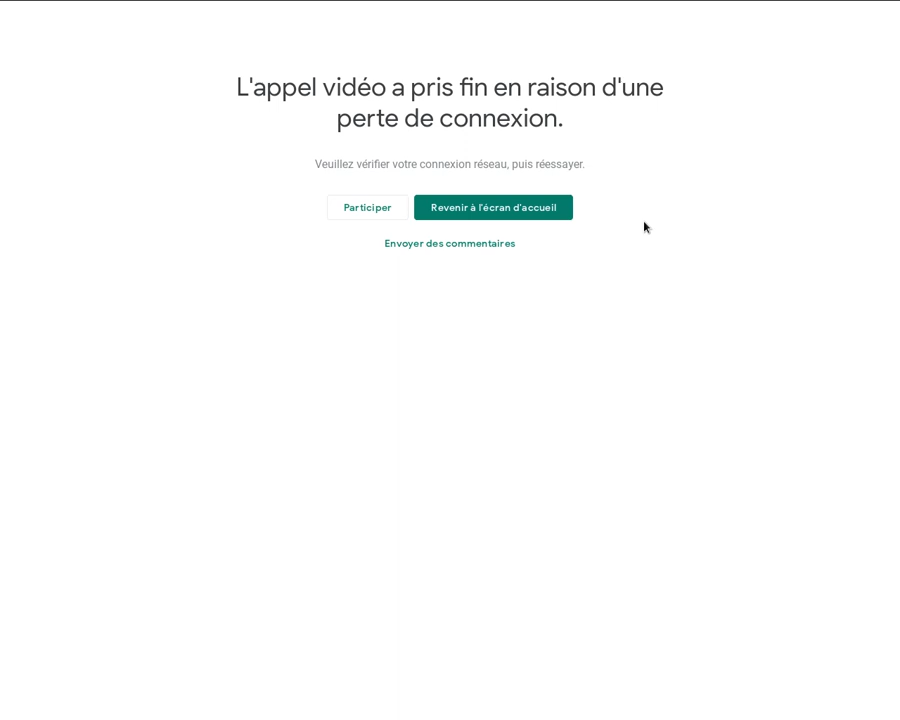 L'appel vidéo a pris fin en raison d'une
perte de connexion.
Veuillez vérifier votre connexion réseau, puis réessayer.
Participer
Revenir à l'écran d'accueil
Envoyer des commentaires